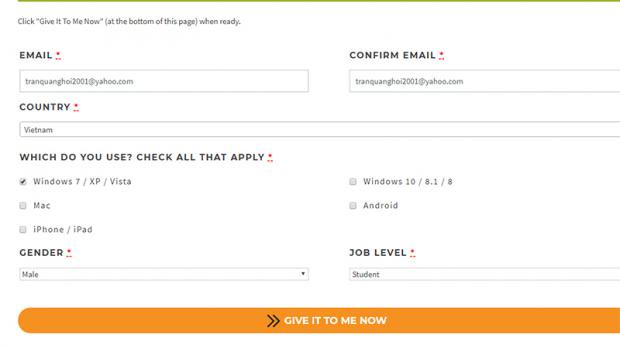 Click "Give It To Me Now" (at the bottom of this page) when ready.
EMAIL * CONFIRM EMAIL *
tranquanghoi2001@yahoo.com tranquanghoi2001@yahoo.com
COUNTRY *
Vietnam
WHICH DO YOU USE? CHECK ALL THAT APPLY *
Windows 7 / XP / Vista Windows 10 / 8.1 / 8
Mac Android
iPhone / iPad
GENDER * JOB LEVEL *
Male Student
GIVE IT TO ME NOW